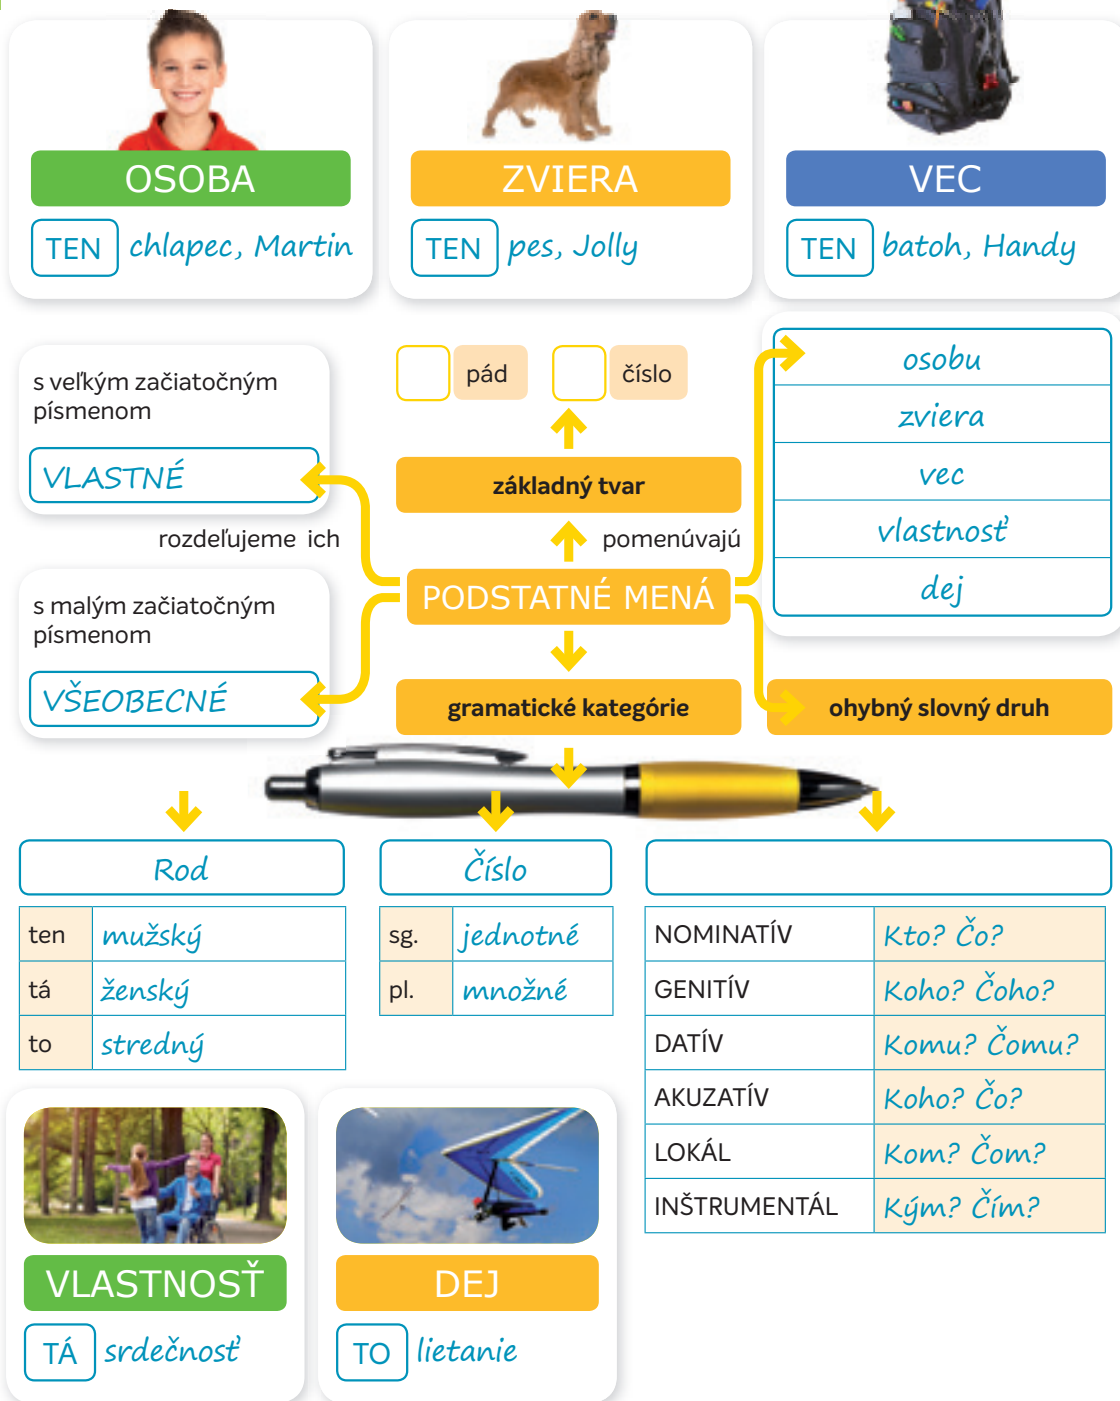 OSOBA
TEN chlapec, Martin
ZVIERA
TEN pes, Jolly
VEC
TEN batoh, Handy
s veľkým začiatočným
písmenom
VLASTNÉ
rozdeľujeme ich
s malým začiatočným
písmenom
VŠEOBECNÉ
pád číslo
základný tvar
pomenúvajú
PODSTATNÉ MENÁ
gramatické kategórie
osobu
zviera
vec
vlastnosť
dej
ohybný slovný druh
Rod
ten mužský
tá ženský
to stredný
Číslo
sg. jednotné
pl. množné
NOMINATÍV Kto? Čo?
GENITÍV Koho? Čoho?
DATÍV Komu? Čomu?
AKUZATÍV Koho? Čo?
LOKÁL Kom? Čom?
INŠTRUMENTÁL Kým? Čím?
VLASTNOSŤ
TÁ srdečnosť
DEJ
TO lietanie